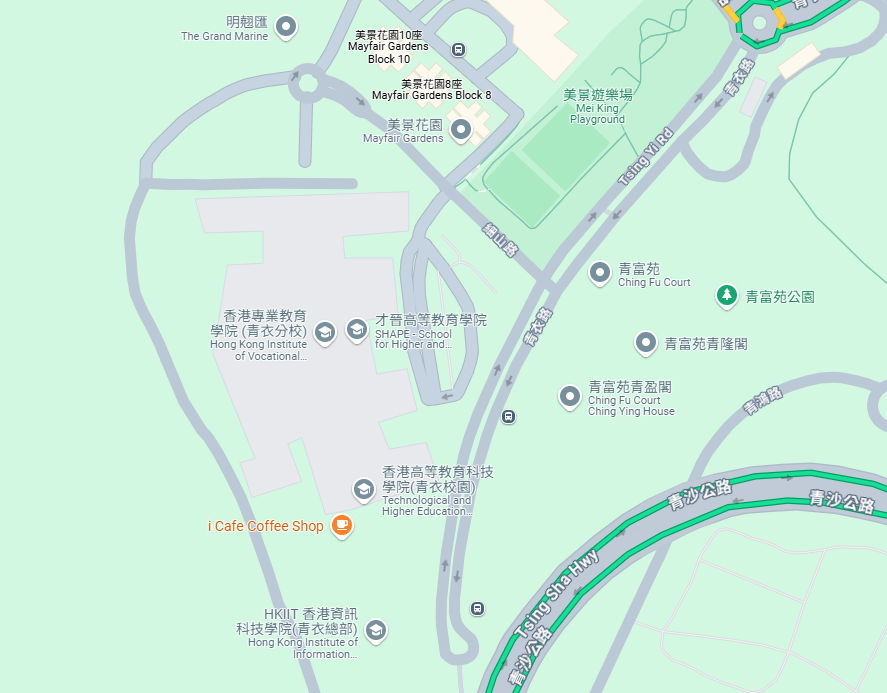 明翹匯
The Grand Marine
美景花園10座
Mayfair Gardens
Block 10
美景花園8座
Mayfair Gardens Block 8
美景花園
Mayfair Gardens
美景遊樂場
Mei King
Playground
青衣路
Tsing Yi Rd
細山路
青富苑
Ching Fu Court
青富苑公園
青衣路
青富苑青隆閣
香港專業教育
學院 (青衣分校)
Hong Kong Institute
of Vocational...
才晉高等教育學院
SHAPE - School
for Higher and...
青富苑青盈閣
Ching Fu Court
Ching Ying House
青鴻路
香港高等教育科技
學院(青衣校園)
Technological and
Higher Education...
青沙公路
青沙公路
i Cafe Coffee Shop
Tsing Sha Hwy
青沙公路
HKIIT 香港資訊
科技學院(青衣總部)
Hong Kong Institute of
Information...